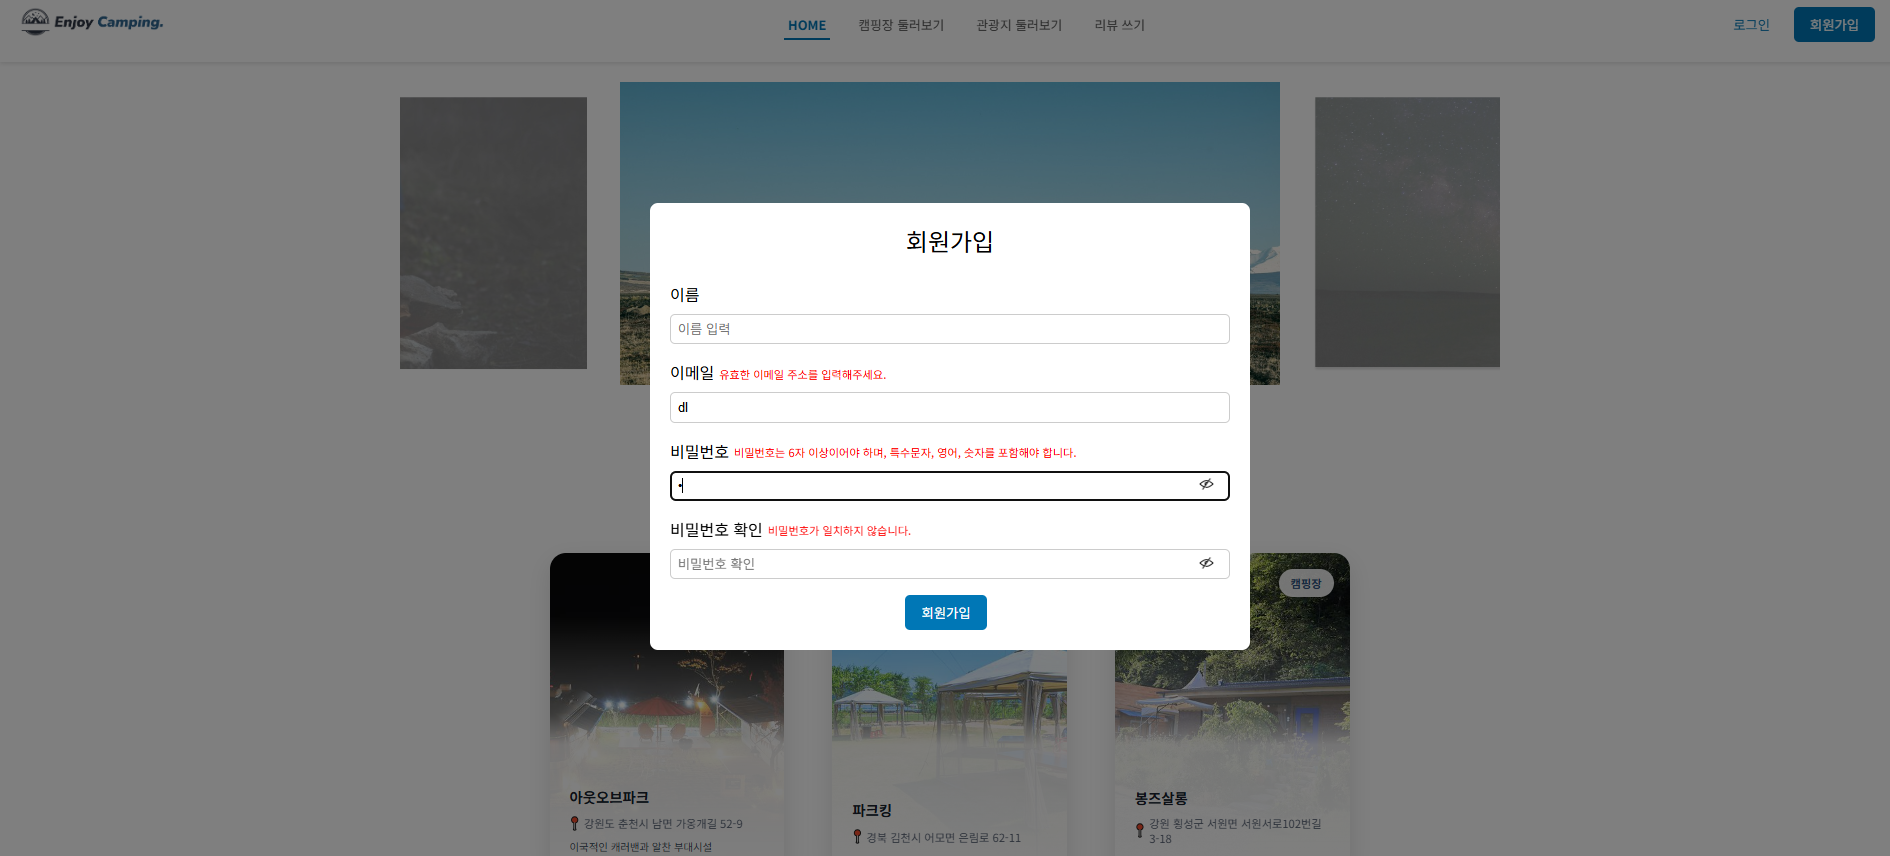 Enjoy Camping.
HOME
캠핑장 둘러보기
관광지 둘러보기
리뷰 쓰기
로그인
회원가입
회원가입
이름
이름 입력
이메일 유효한 이메일 주소를 입력해주세요.
dl
비밀번호 비밀번호는 6자 이상이어야 하며, 특수문자, 영어, 숫자를 포함해야 합니다.
비밀번호 확인 비밀번호가 일치하지 않습니다.
비밀번호 확인
회원가입
캠핑장
아웃오브파크
강원도 춘천시 남면 가옹개길 52-9
이국적인 캐러밴과 알찬 부대시설
파크킹
경북 김천시 어모면 은림로 62-11
봉즈살롱
강원 횡성군 서원면 서원서로102번길
3-18